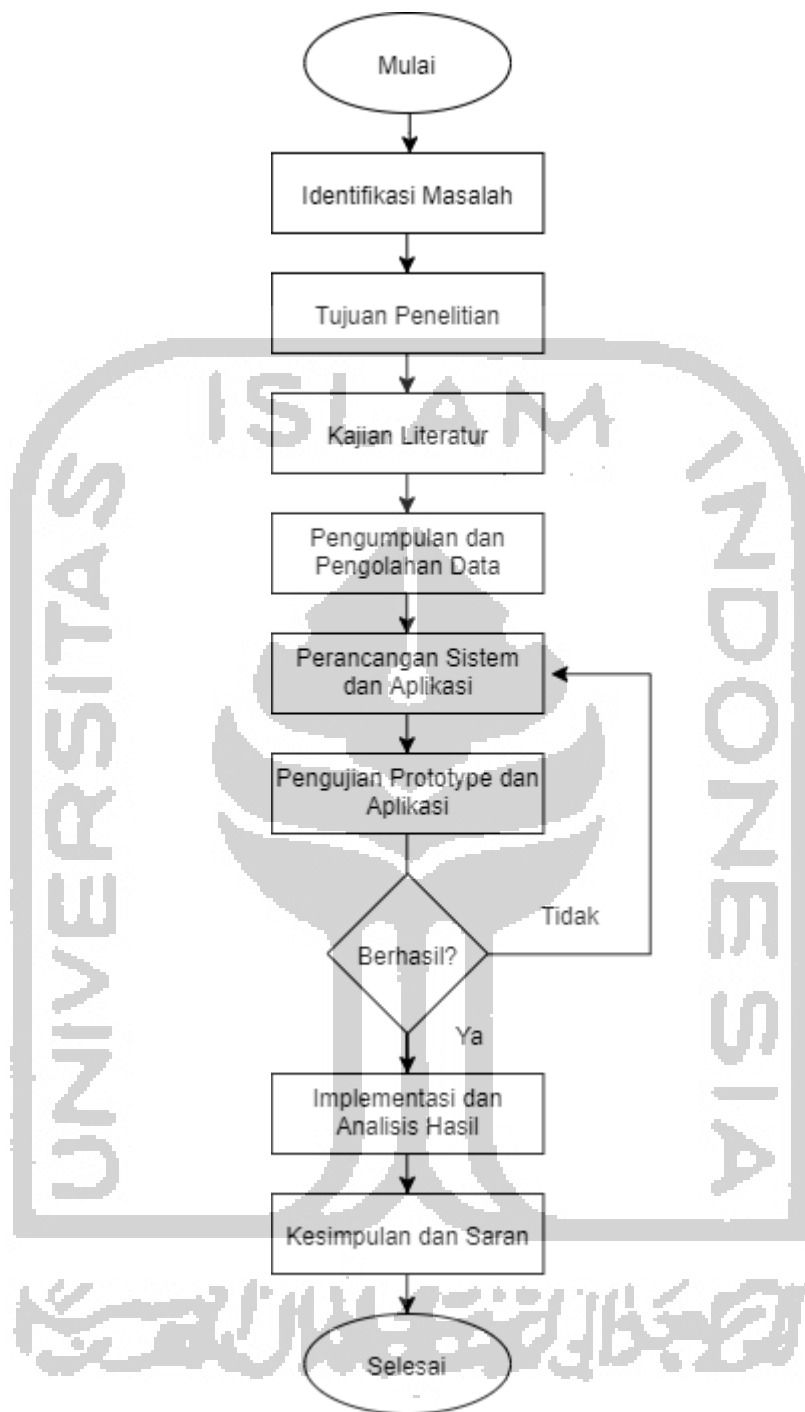 Mulai
Identifikasi Masalah
Tujuan Penelitian
ISLAM
Kajian Literatur
UNIVERSITAS
INDONESIA
Pengumpulan dan
Pengolahan Data
Perancangan Sistem
dan Aplikasi
Pengujian Prototype dan
Aplikasi
Tidak
Berhasil?
Ya
Implementasi dan
Analisis Hasil
Kesimpulan dan Saran
Selesai